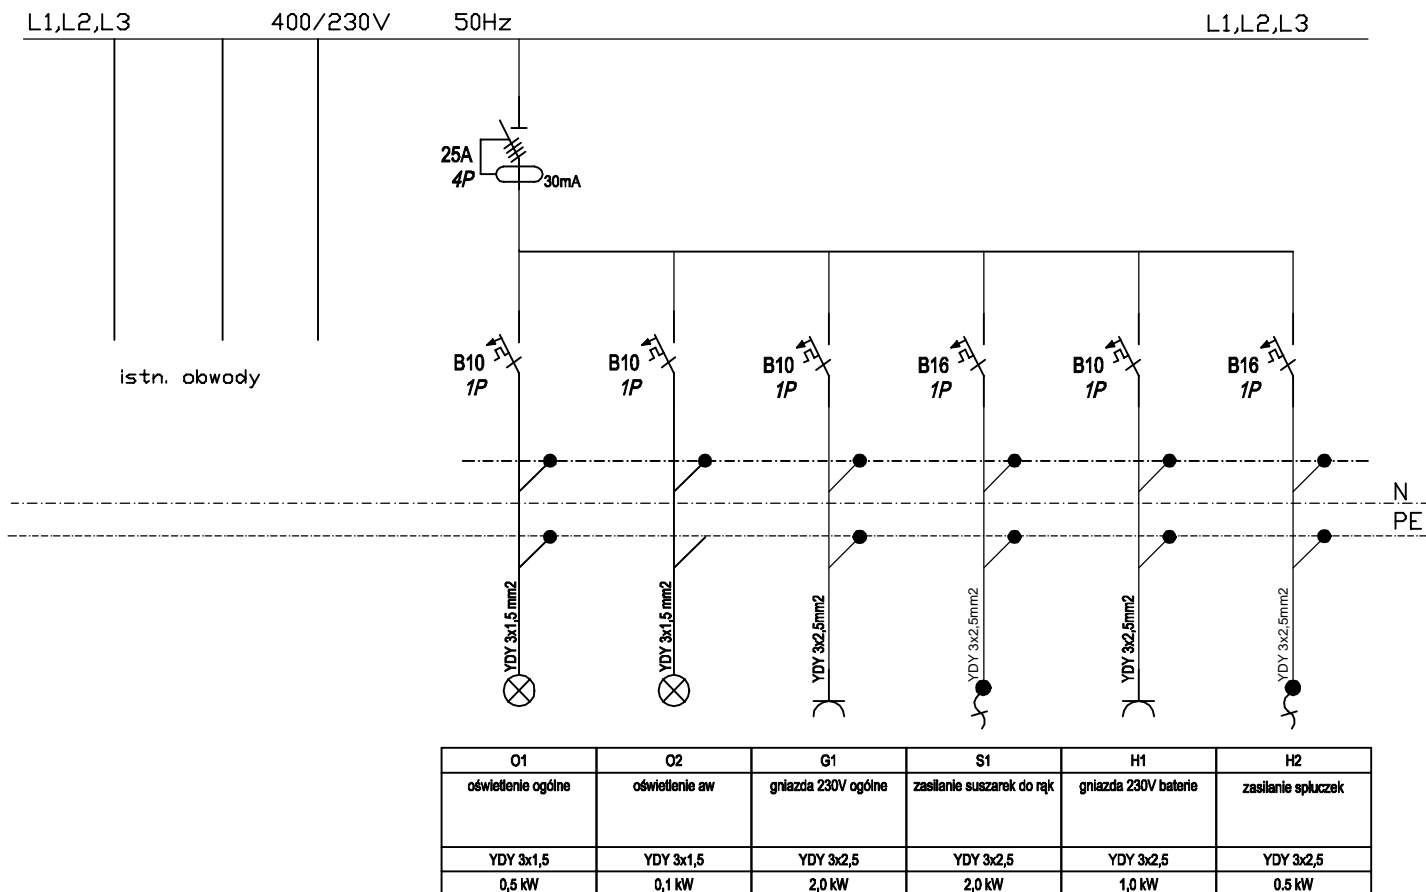 L1,L2,L3 400/230V 50Hz L1,L2,L3
25A
4P
30mA
istn. obwody
B10
1P
B10
1P
B10
1P
B16
1P
B10
1P
B16
1P
N
PE
YDY 3x1,5 mm2
YDY 3x1,5 mm2
YDY 3x2,5mm2
YDY 3x2,5mm2
YDY 3x2,5mm2
YDY 3x2,5mm2
O1 O2 G1 S1 H1 H2
oświetlenie ogólne oświetlenie aw gniazda 230V ogólne zasilanie suszarek do rąk gniazda 230V baterie zasilanie spłuczek
YDY 3x1,5 YDY 3x1,5 YDY 3x2,5 YDY 3x2,5 YDY 3x2,5 YDY 3x2,5
0,5 kW 0,1 kW 2,0 kW 2,0 kW 1,0 kW 0.5 kW